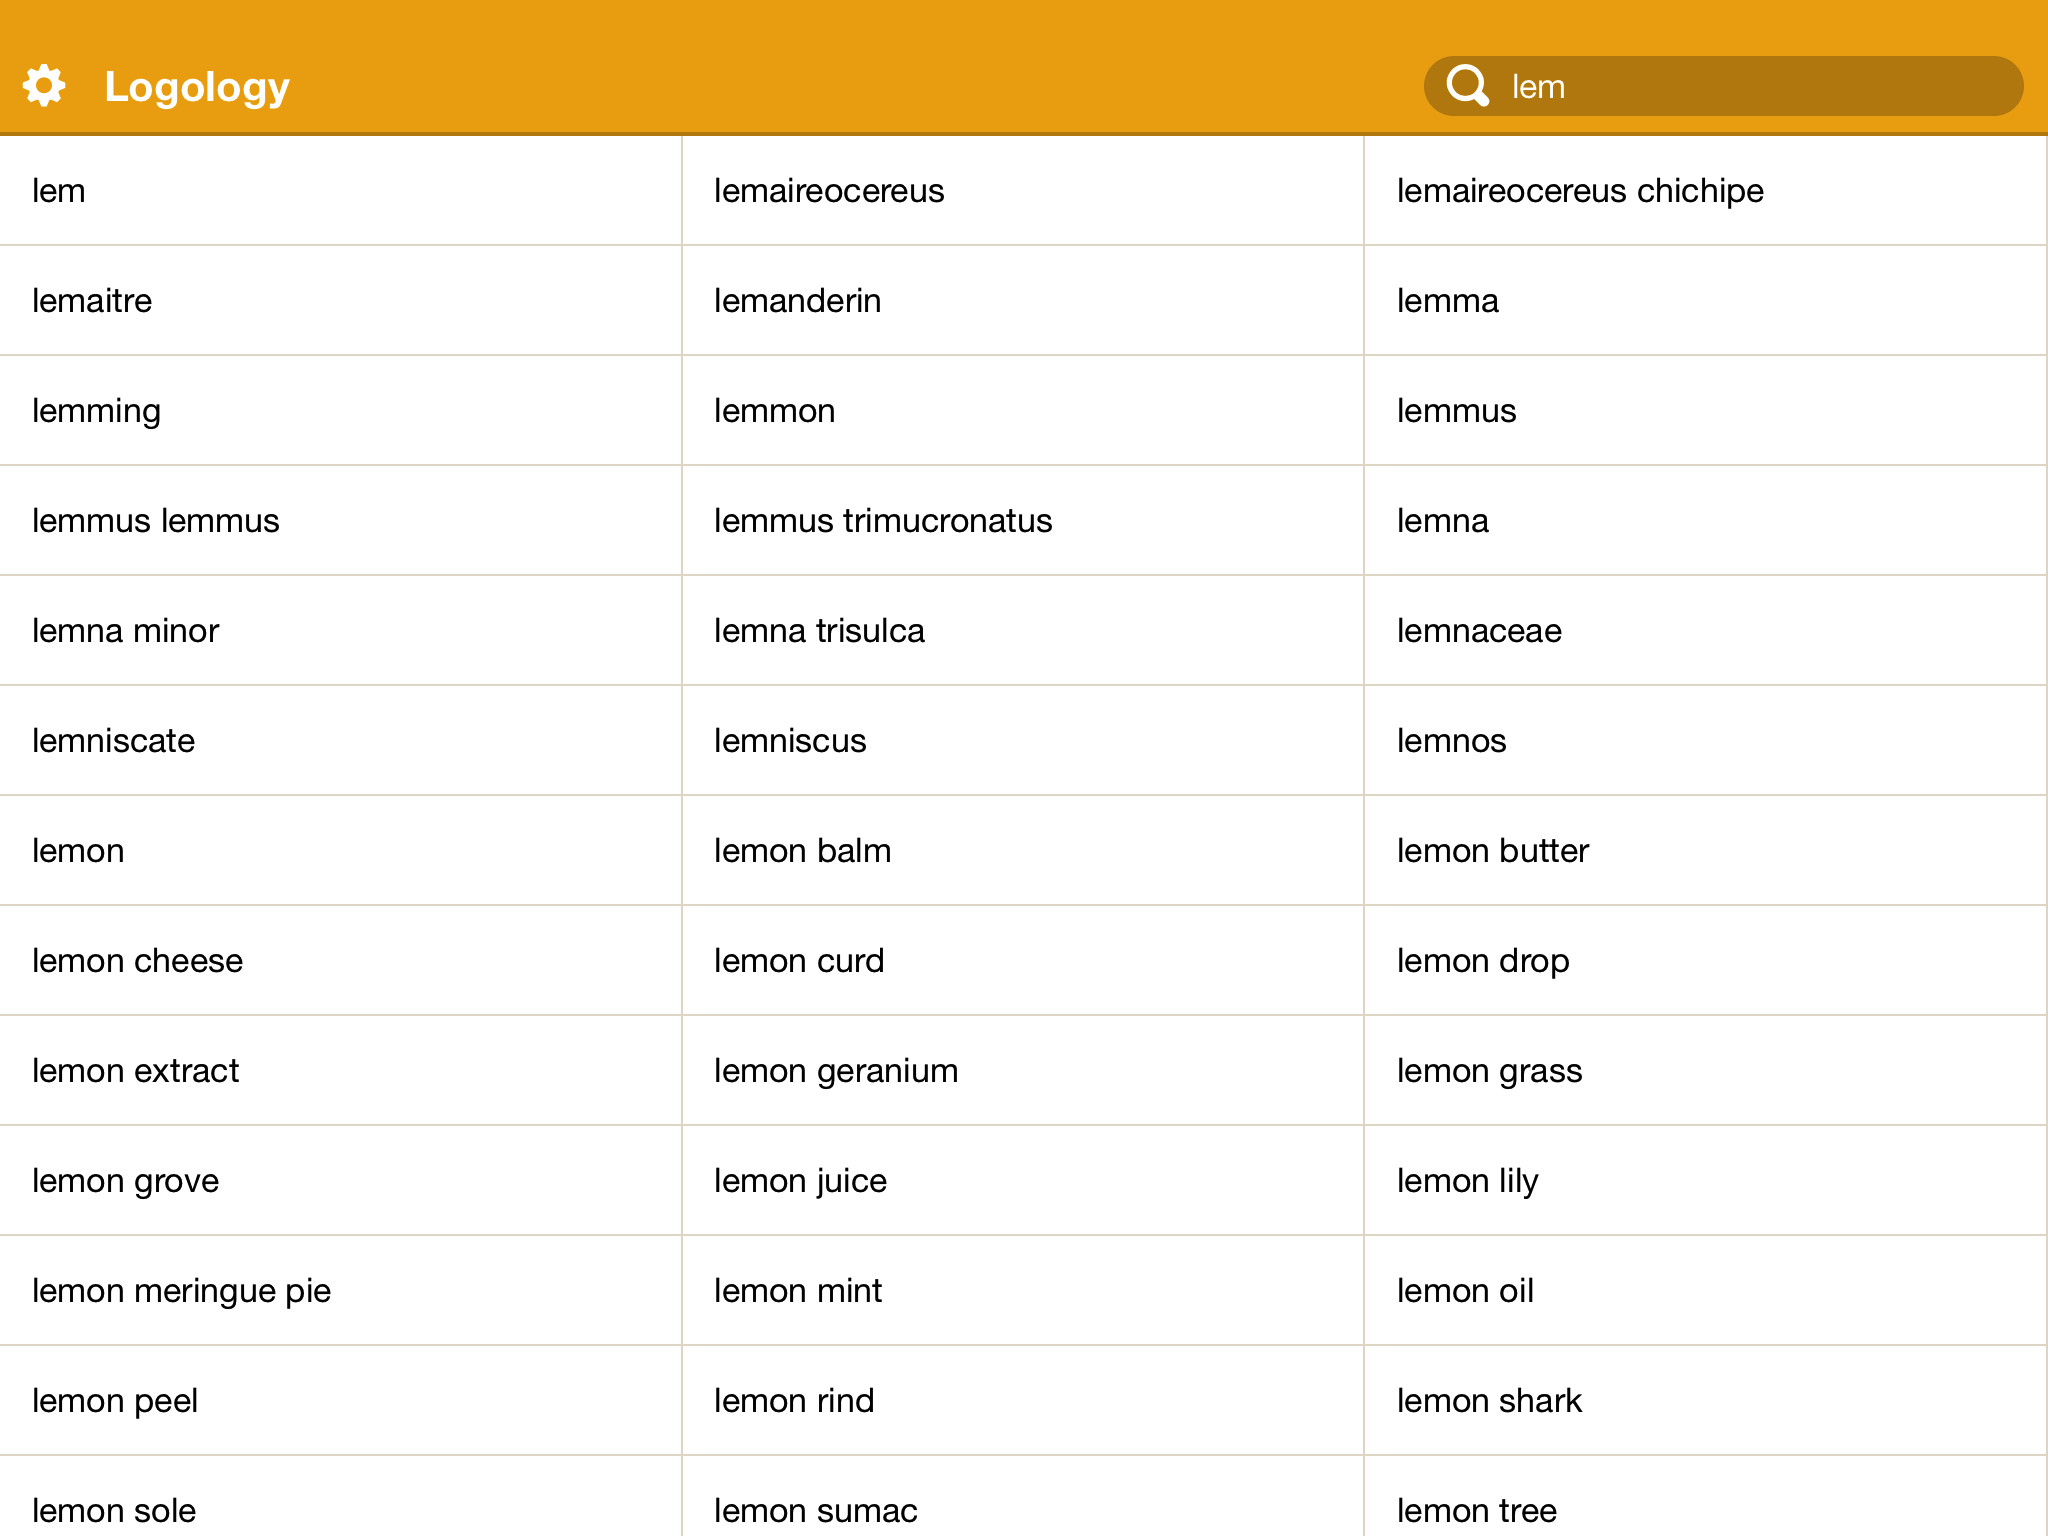 Logology
lem
lem lemaireocereus lemaireocereus chichipe
lemaitre lemanderin lemma
lemming lemmon lemmus
lemmus lemmus lemmus trimucronatus lemna
lemna minor lemna trisulca lemnaceae
lemniscate lemniscus lemnos
lemon lemon balm lemon butter
lemon cheese lemon curd lemon drop
lemon extract lemon geranium lemon grass
lemon grove lemon juice lemon lily
lemon meringue pie lemon mint lemon oil
lemon peel lemon rind lemon shark
lemon sole lemon sumac lemon tree